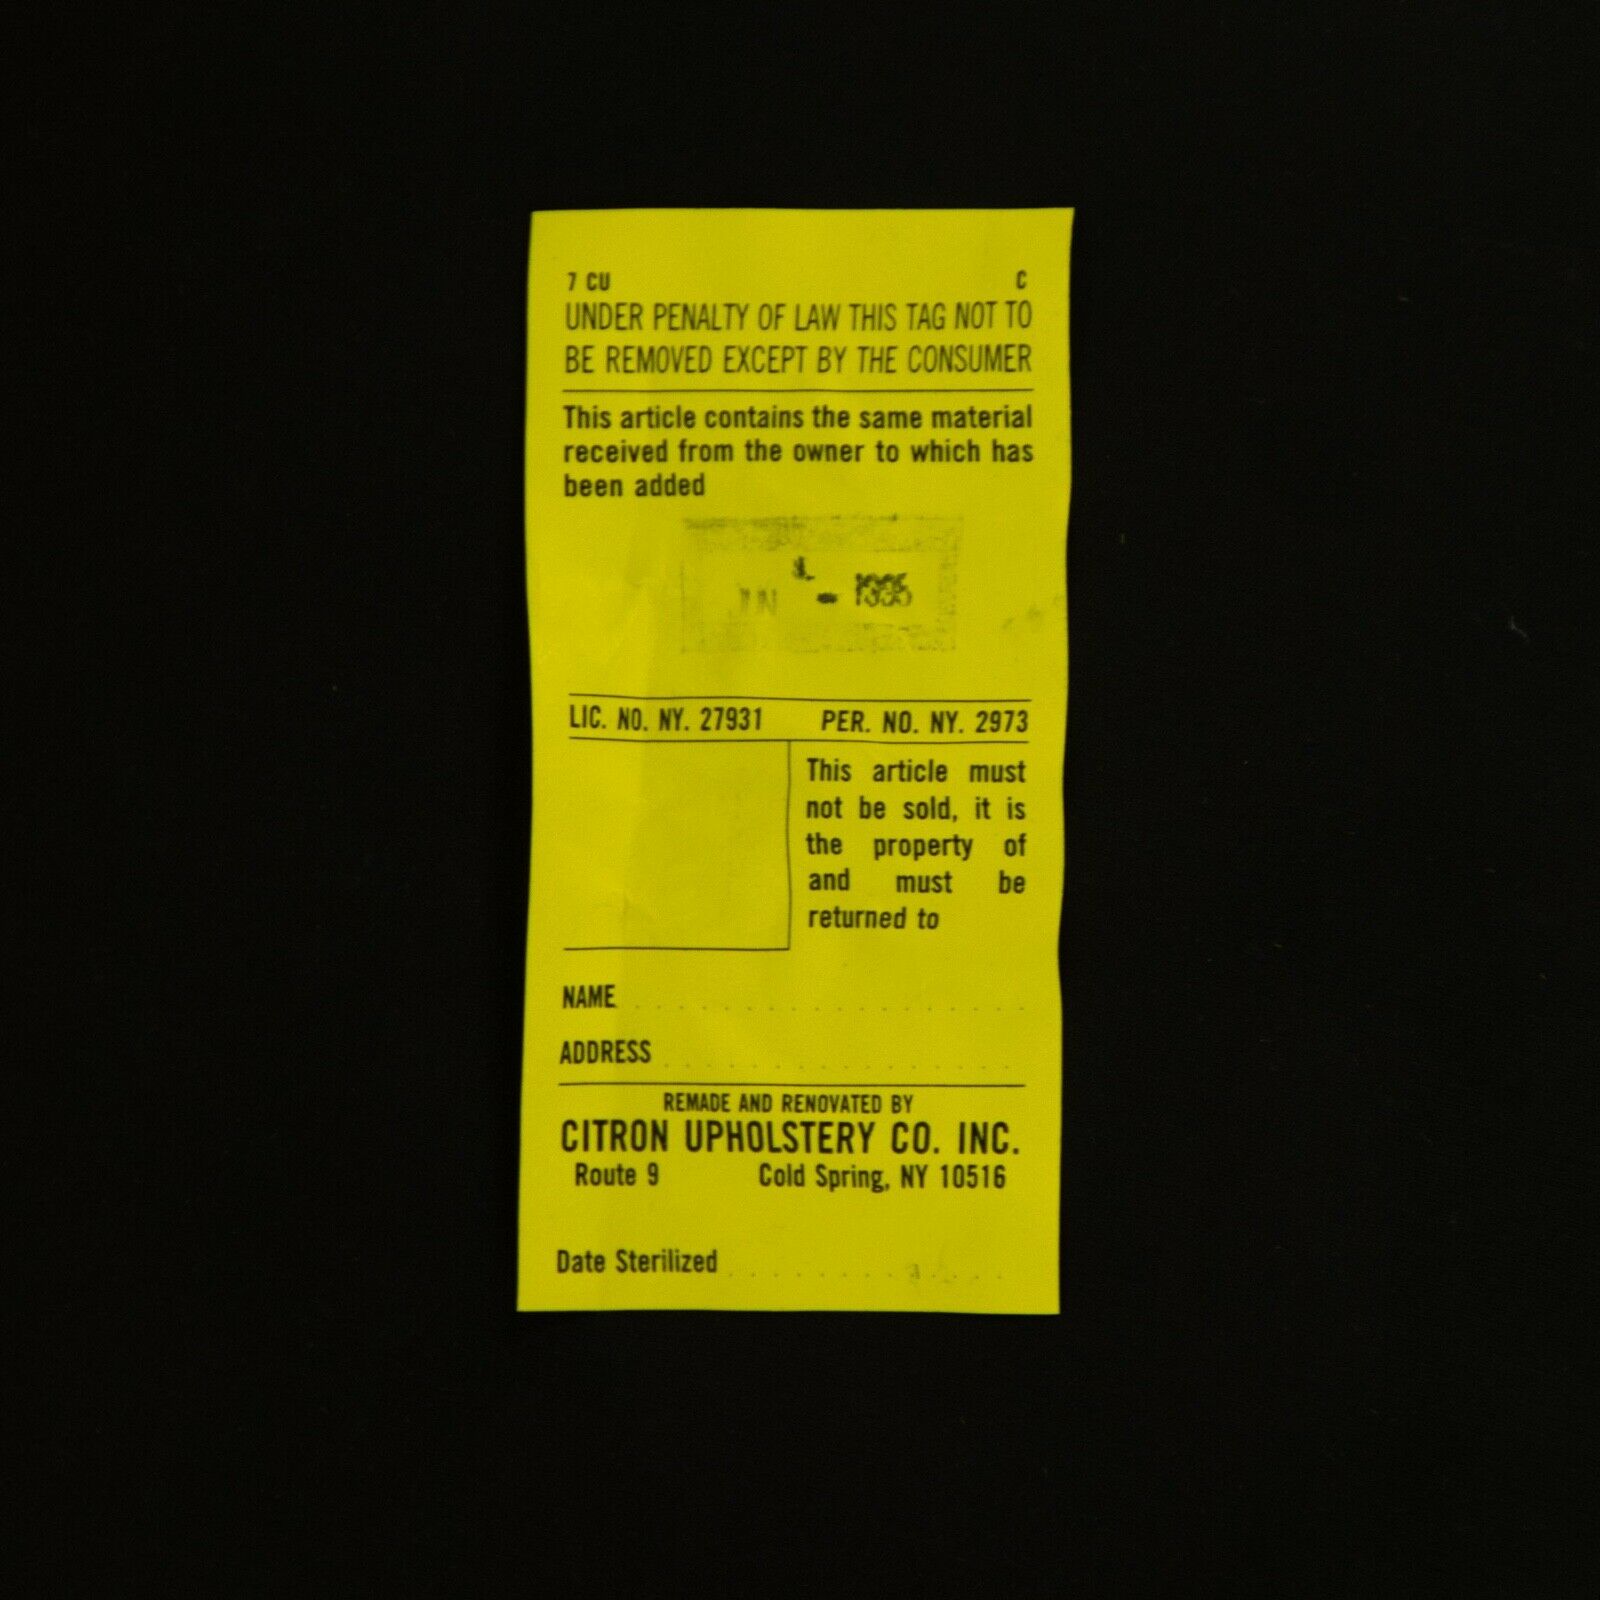 7 CU C
UNDER PENALTY OF LAW THIS TAG NOT TO
BE REMOVED EXCEPT BY THE CONSUMER
This article contains the same material
received from the owner to which has
been added
JUN
LIC. NO. NY. 27931 PER. NO. NY. 2973
This article must
not be sold, it is
the property of
and must be
returned to
NAME
ADDRESS
REMADE AND RENOVATED BY
CITRON UPHOLSTERY CO. INC.
Route 9 Cold Spring, NY 10516
Date Sterilized